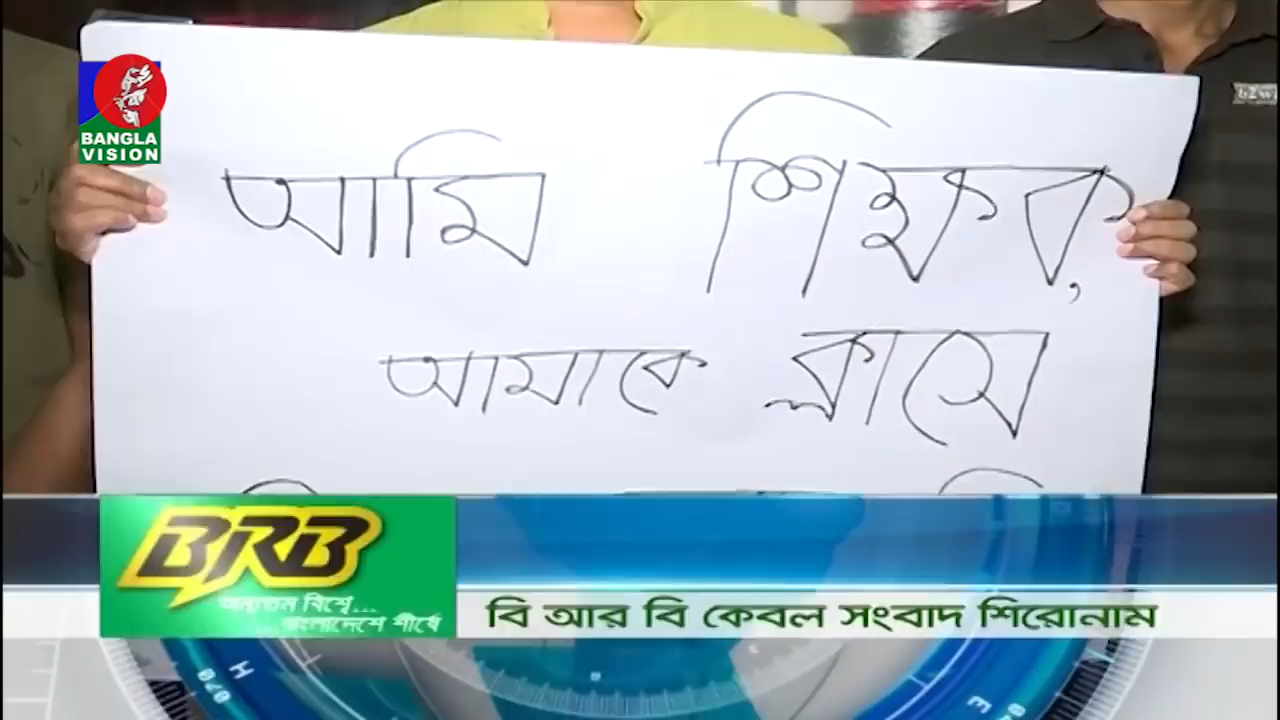 BANGLA
VISION
আমি শিক্ষক,
আমাকে ক্লাসে
BRB
বিশ্বে...
বাংলাদেশে শীর্ষে
বি আর বি কেবল সংবাদ শিরোনাম